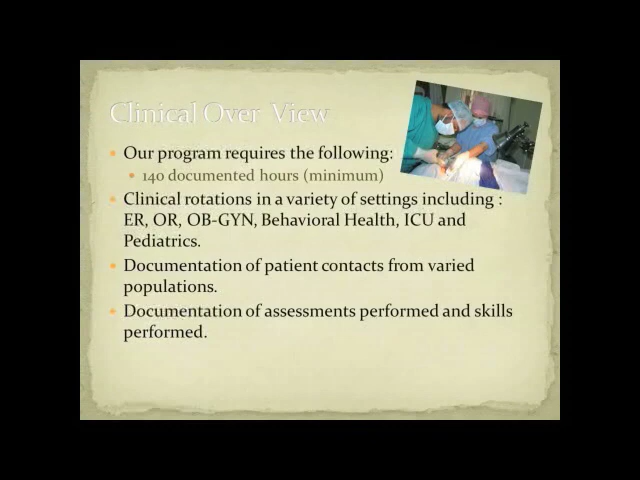 Clinical Over View
Our program requires the following:
140 documented hours (minimum)
Clinical rotations in a variety of settings including :
ER, OR, OB-GYN, Behavioral Health, ICU and
Pediatrics.
Documentation of patient contacts from varied
populations.
Documentation of assessments performed and skills
performed.